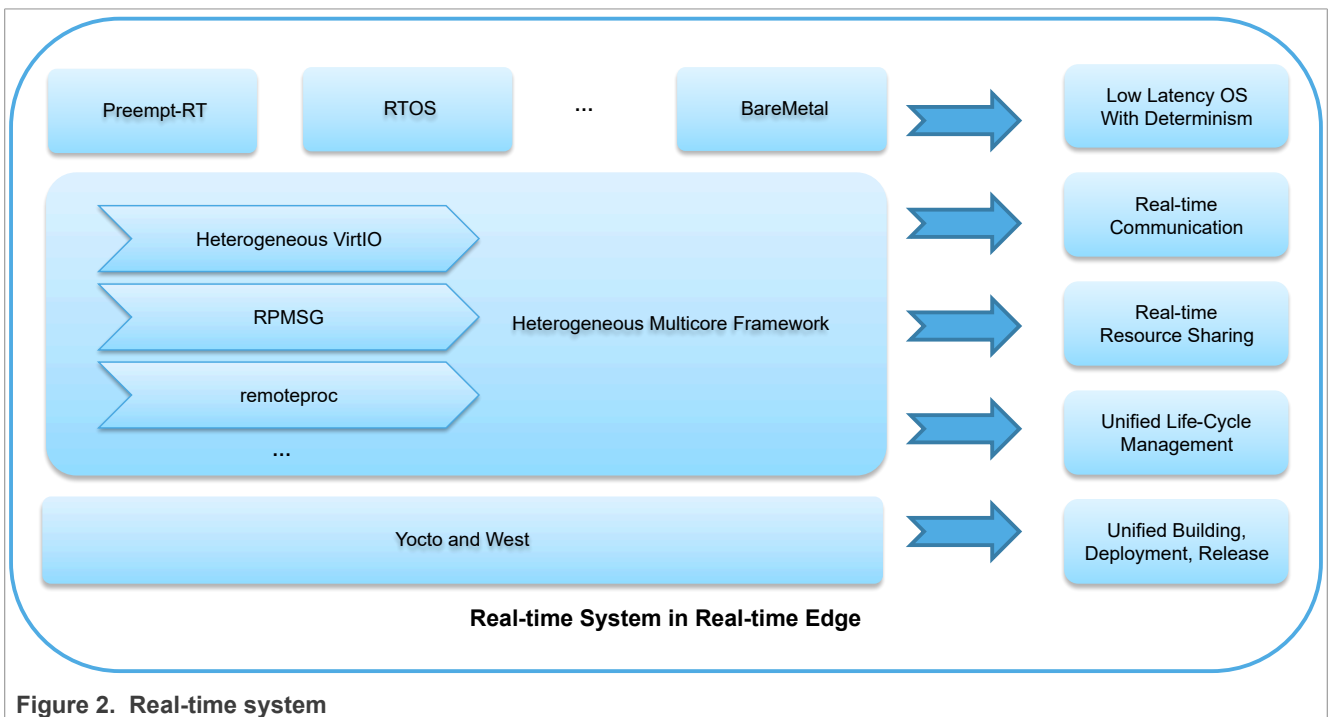 Preempt-RT
RTOS
...
BareMetal
Low Latency OS
With Determinism
Heterogeneous VirtIO
RPMSG
remoteproc
...
Heterogeneous Multicore Framework
Real-time
Communication
Real-time
Resource Sharing
Unified Life-Cycle
Management
Yocto and West
Unified Building,
Deployment, Release
Real-time System in Real-time Edge
Figure 2. Real-time system